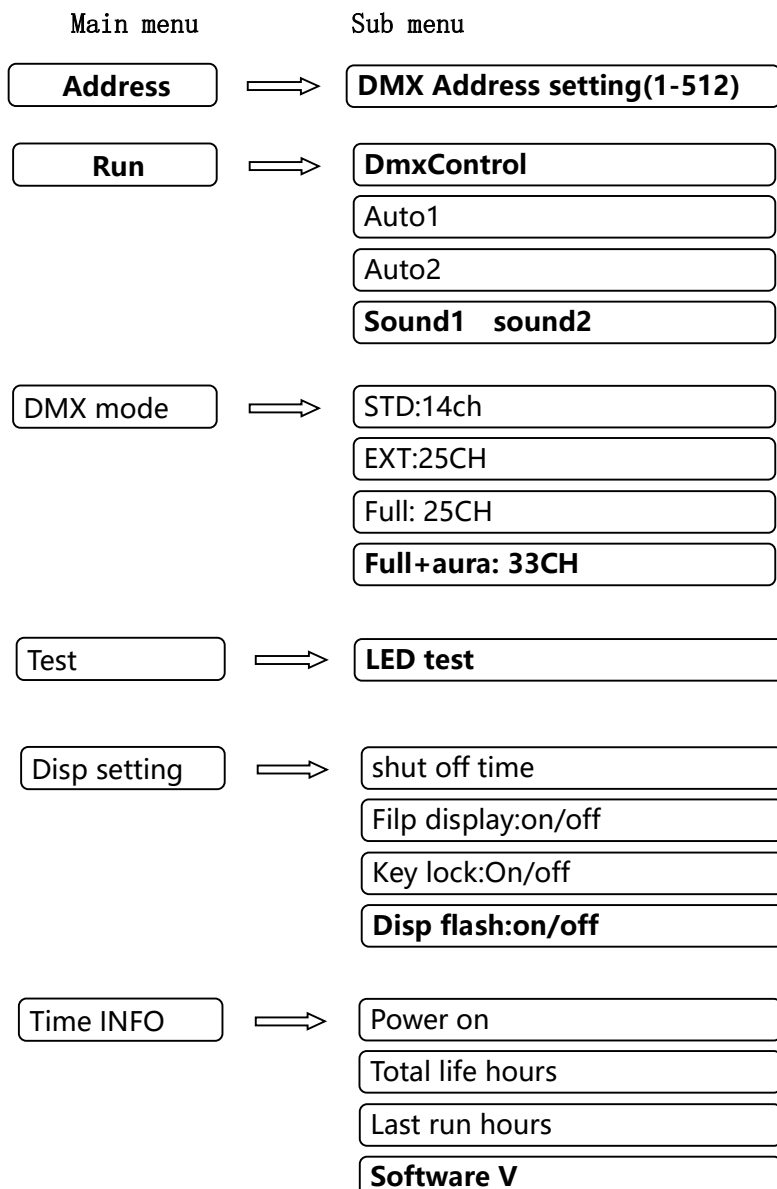 Main menu Sub menu
Address DMX Address setting(1-512)
Run DmxControl
Auto1
Auto2
Sound1 sound2
DMX mode STD:14ch
EXT:25CH
Full: 25CH
Full+aura: 33CH
Test LED test
Disp setting shut off time
Filp display:on/off
Key lock:On/off
Disp flash:on/off
Time INFO Power on
Total life hours
Last run hours
Software V